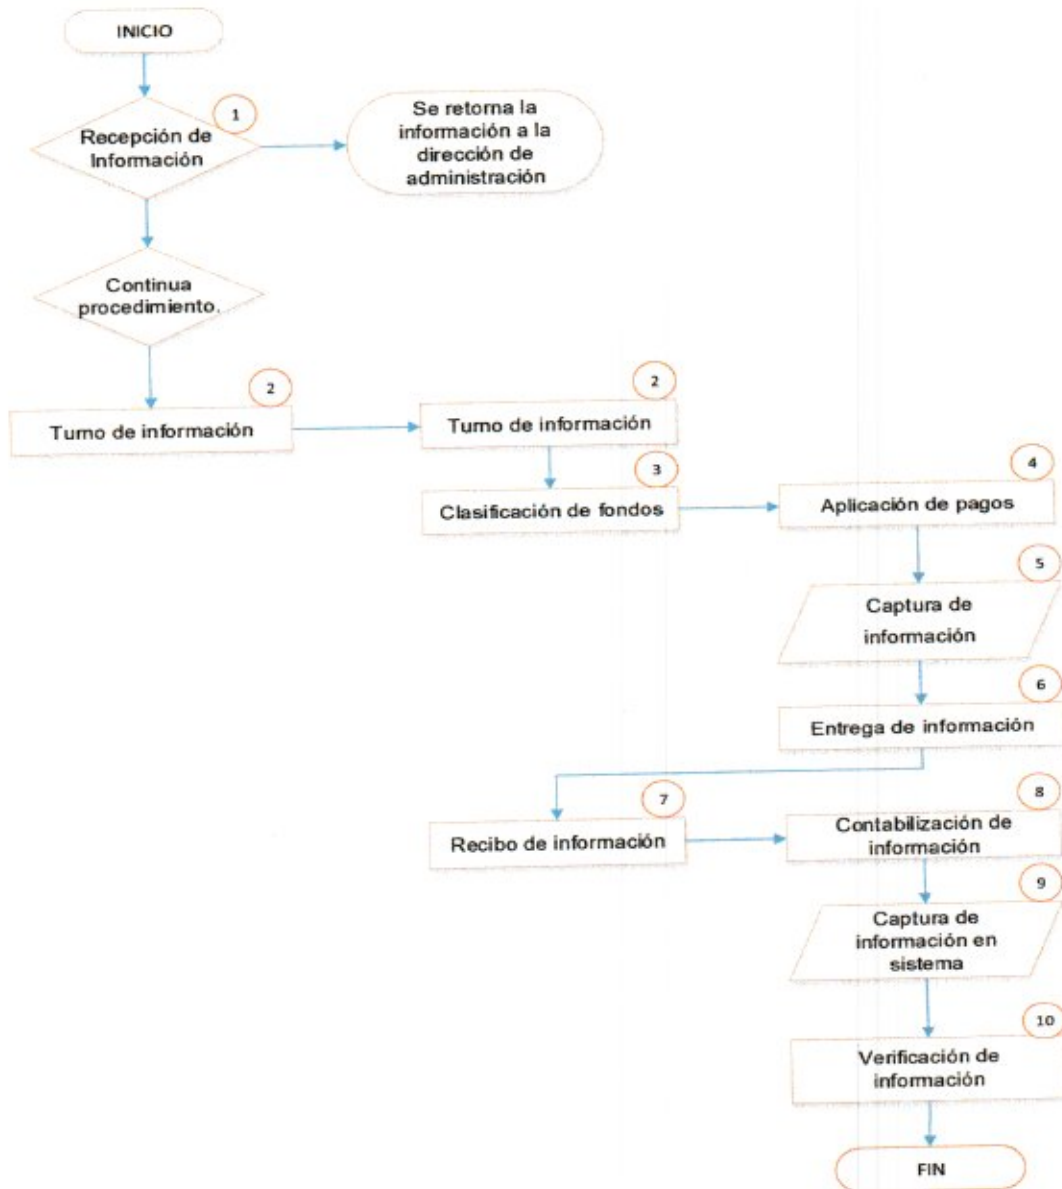 INICIO
1
Recepción de
Información
Se retorna la
información a la
dirección de
administración
Continua
procedimiento.
2
Turno de información
2
Turno de información
3
Clasificación de fondos
4
Aplicación de pagos
5
Captura de
información
6
Entrega de información
7
Recibo de información
8
Contabilización de
información
9
Captura de
información en
sistema
10
Verificación de
información
FIN